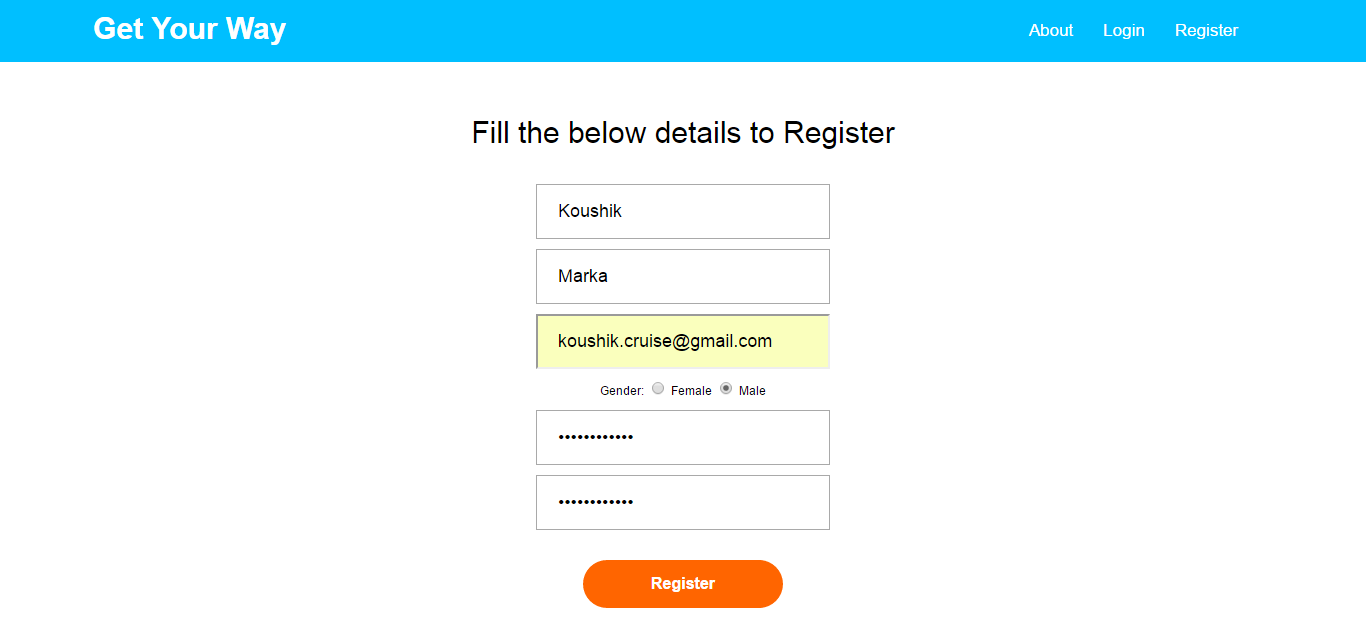 Get Your Way About Login Register
Fill the below details to Register
Koushik
Marka
koushik.cruise@gmail.com
Gender: Female Male
••••••••••••
••••••••••••
Register